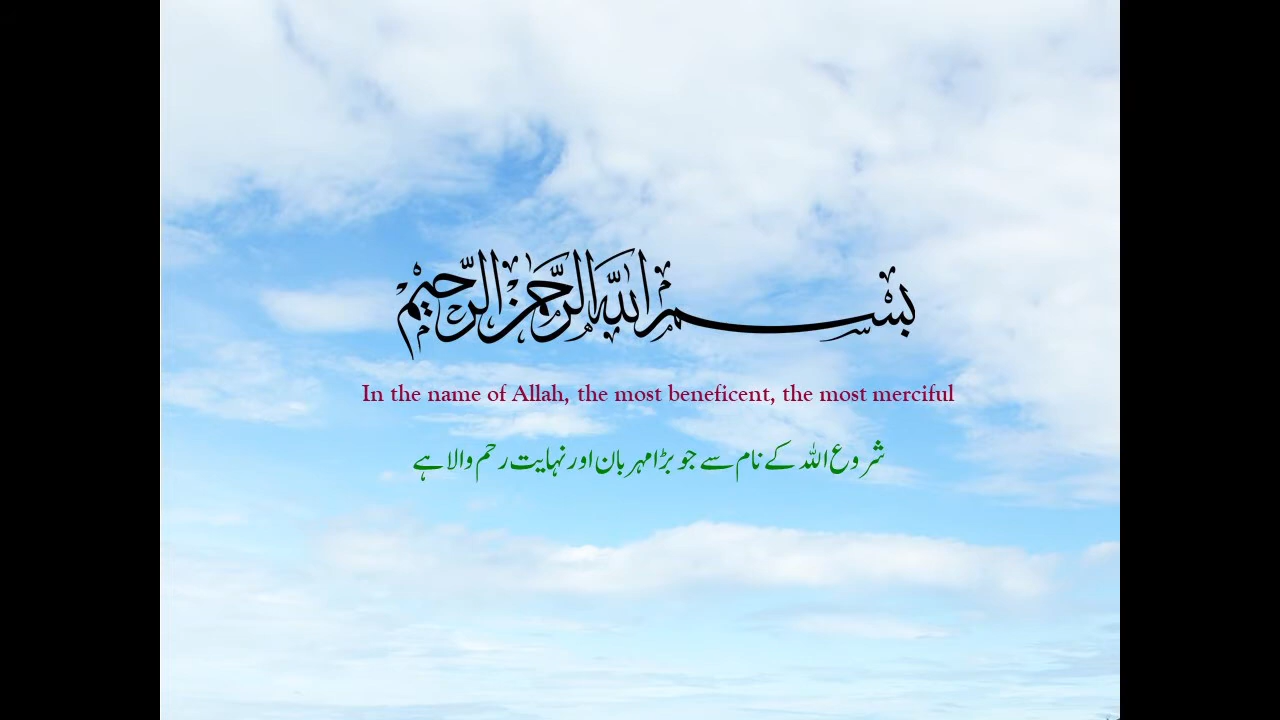 بسم الله الرحمن الرحيم
In the name of Allah, the most beneficent, the most merciful
شروع اللہ کے نام سے جو بڑا مہربان اور نہایت رحم والا ہے